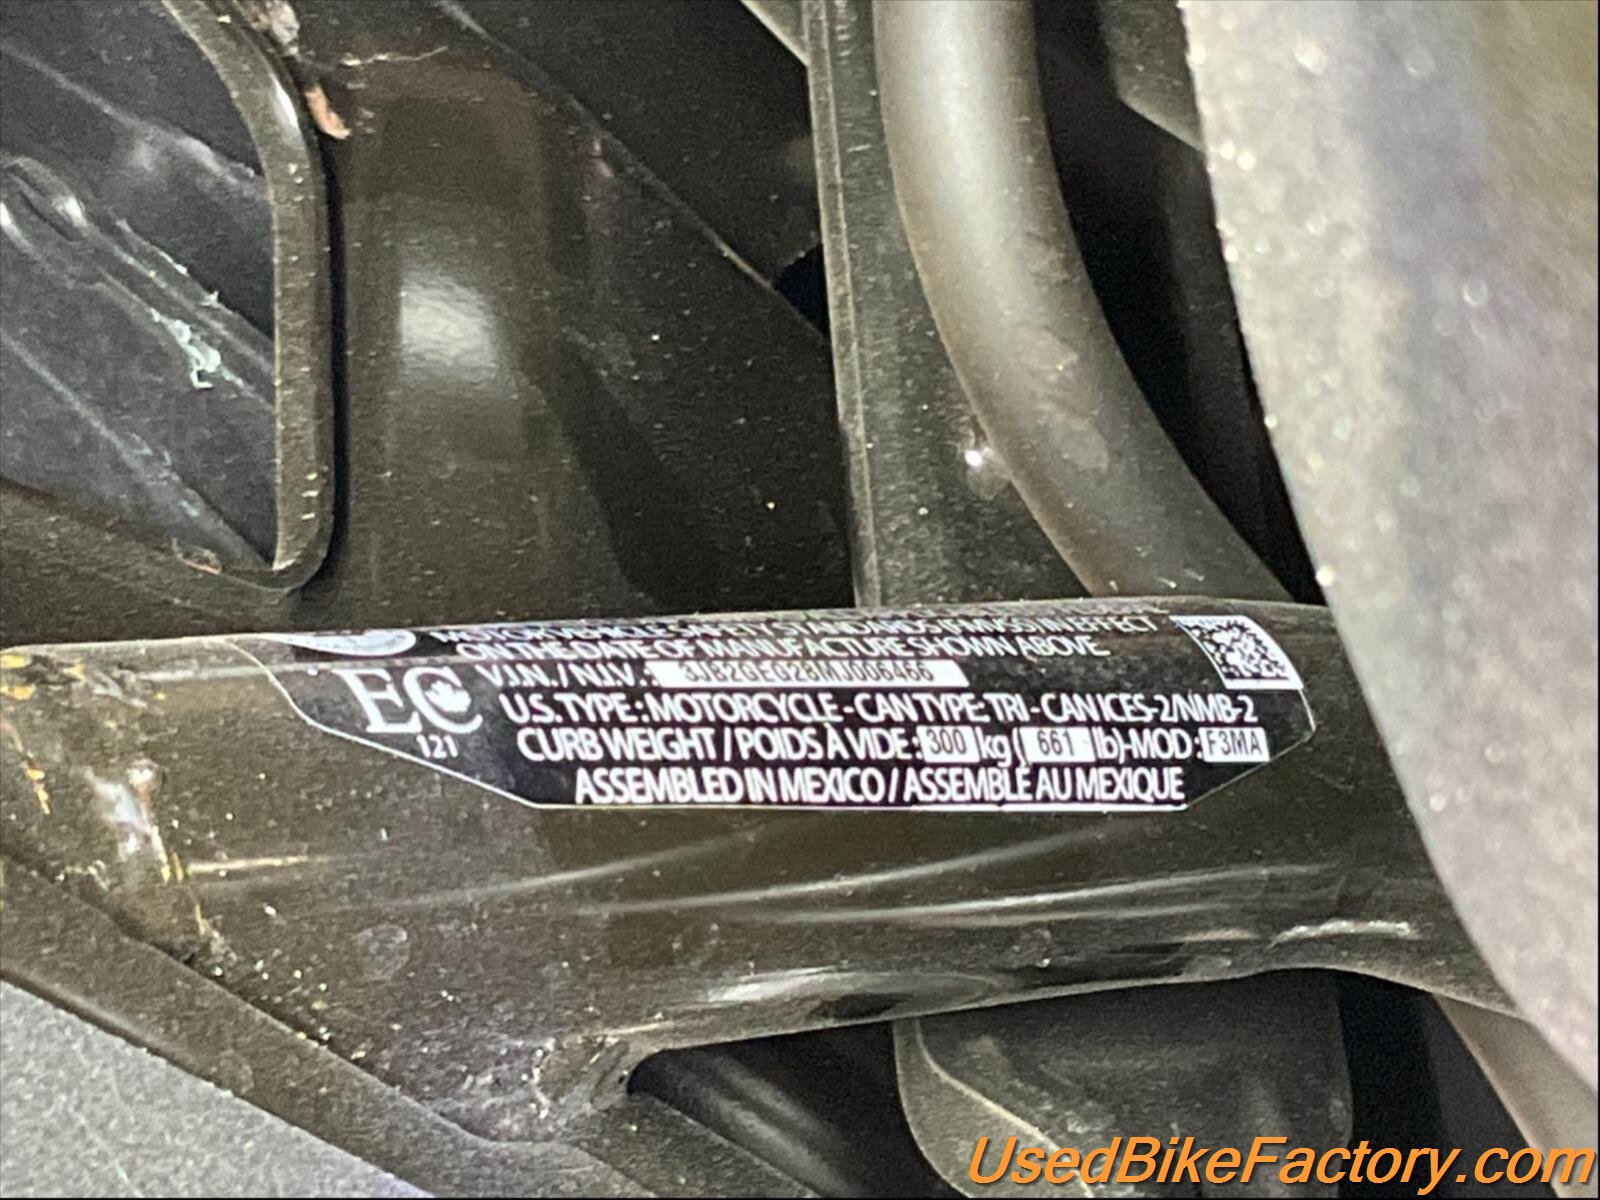 MOTOR VEHICLE SAFETY STANDARDS (FMVSS) IN EFFECT
ON THE DATE OF MANUFACTURE SHOWN ABOVE.
V.I.N. / N.I.V. : 3JB2GEG28MJ006466
EC
121
U.S. TYPE : MOTORCYCLE - CAN TYPE: TRI - CAN ICES-2/NMB-2
CURB WEIGHT / POIDS À VIDE : 300 kg ( 661 lb)-MOD : F3MA
ASSEMBLED IN MEXICO / ASSEMBLÉ AU MEXIQUE
UsedBikeFactory.com